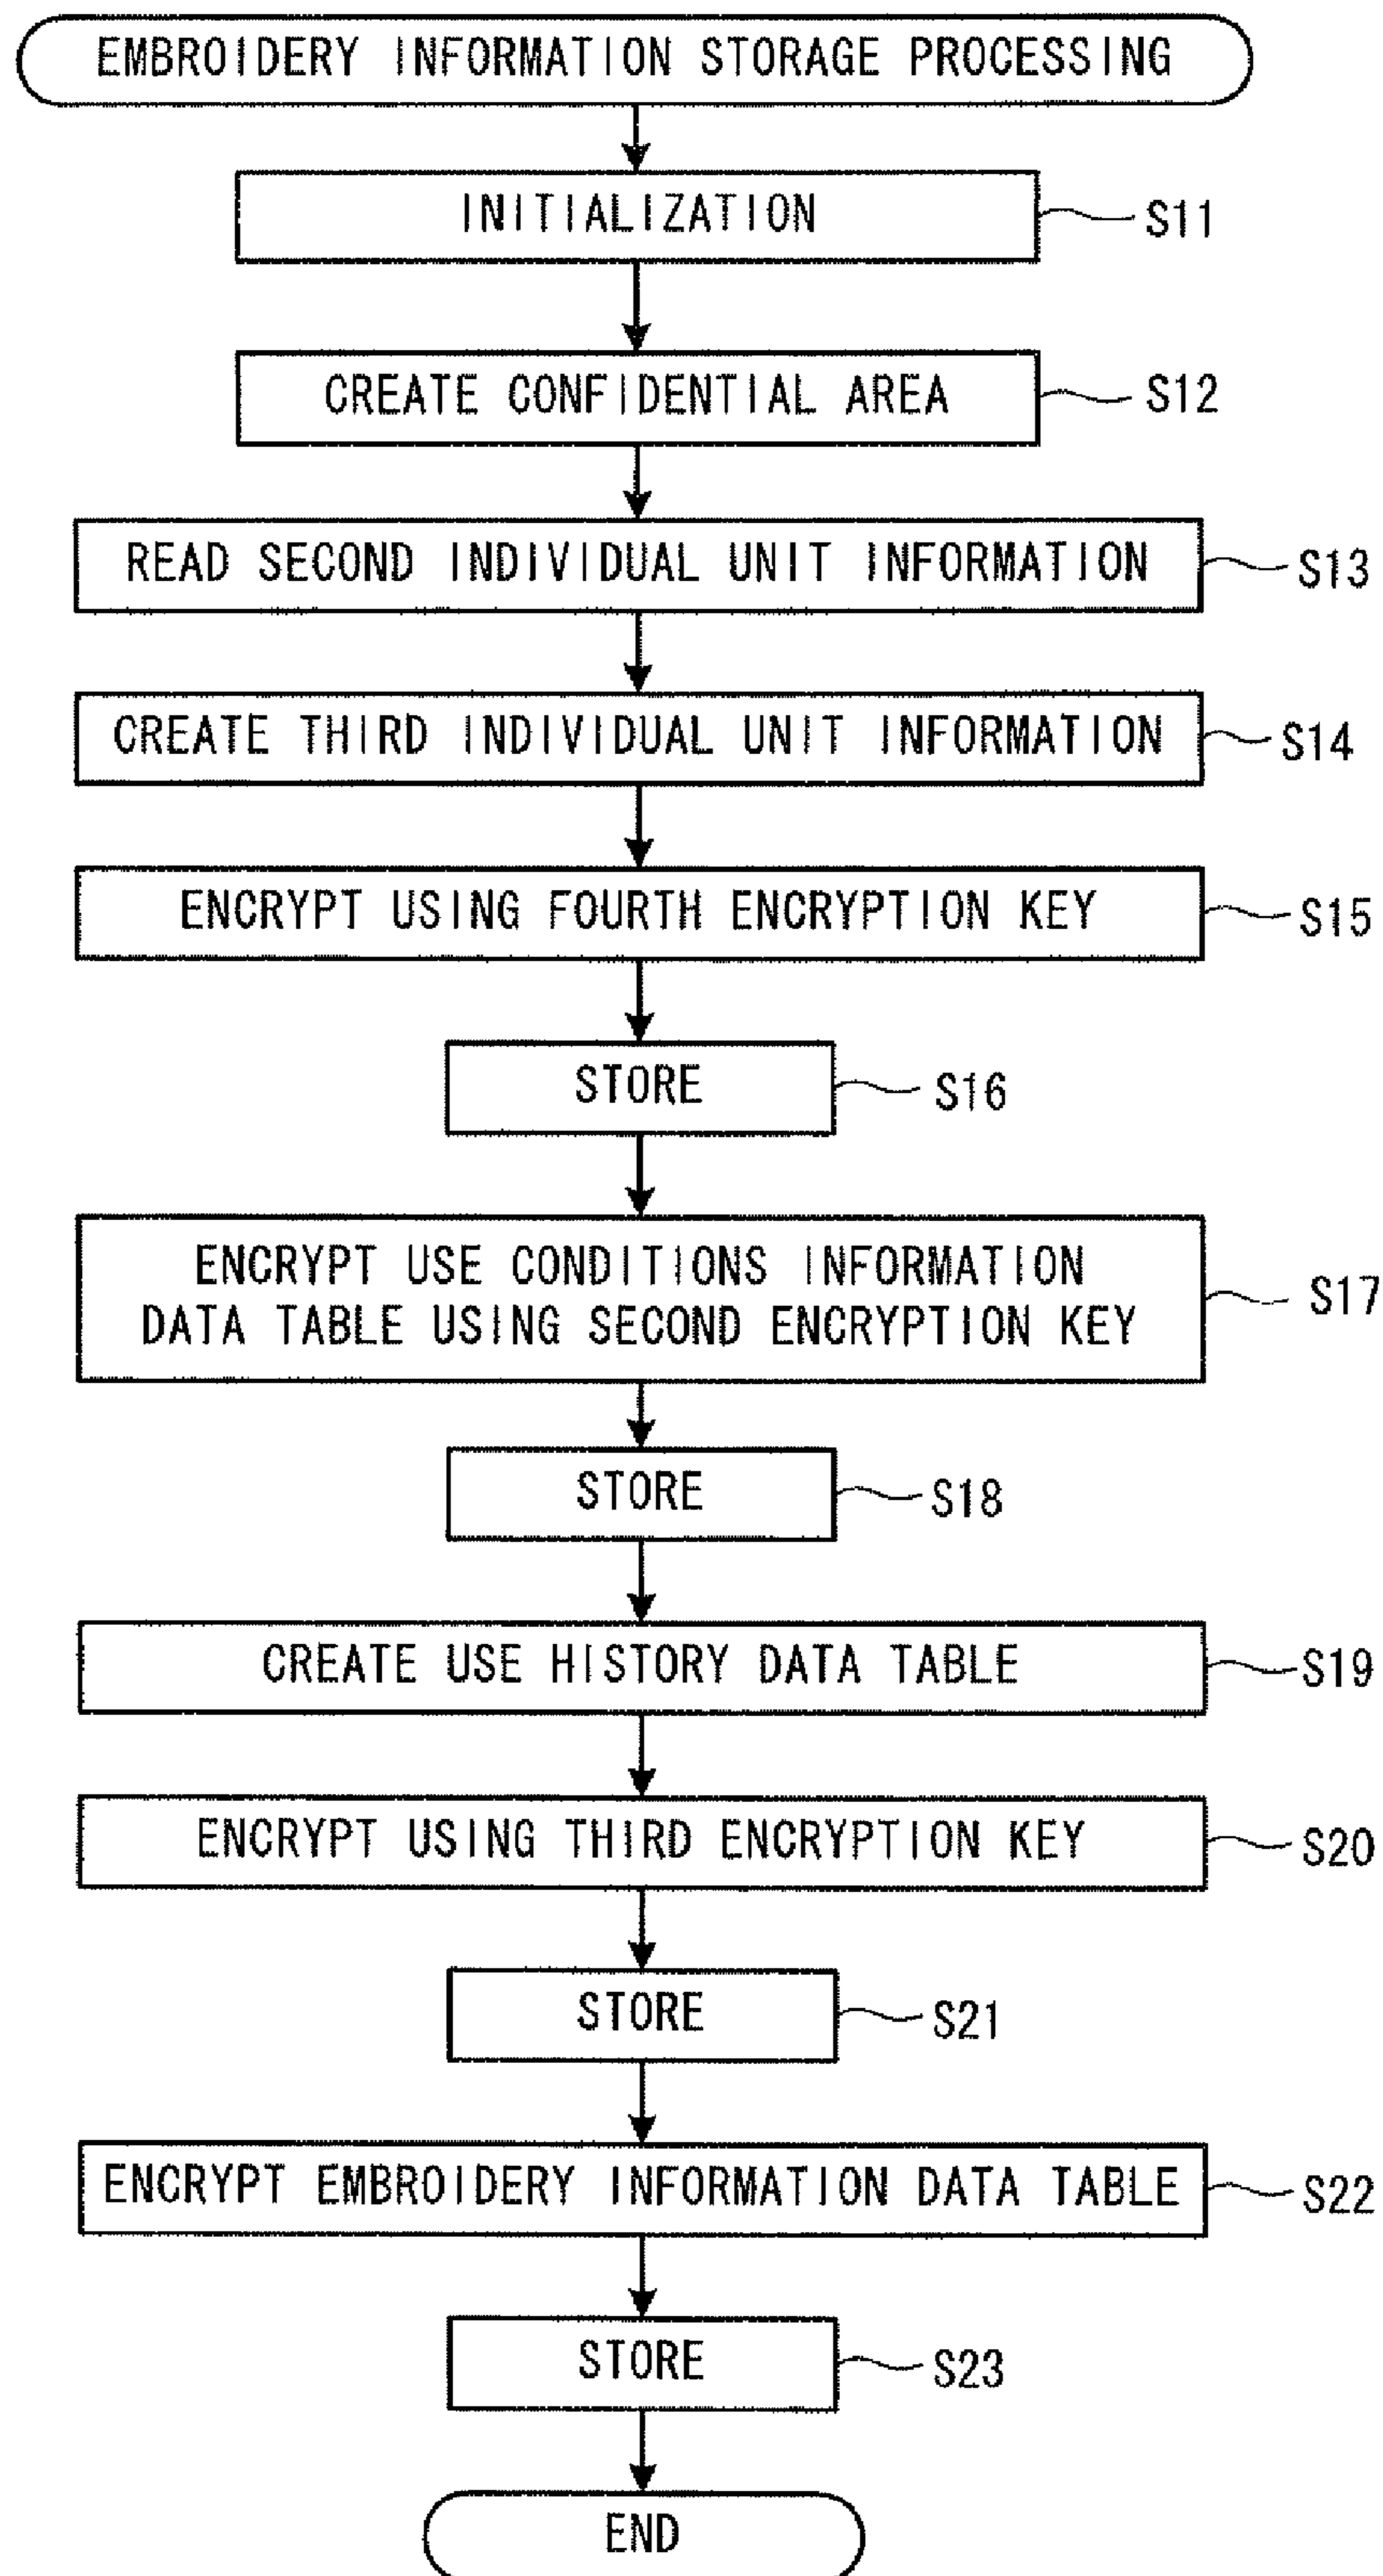 EMBROIDERY INFORMATION STORAGE PROCESSING
INITIALIZATION
S11
CREATE CONFIDENTIAL AREA
S12
READ SECOND INDIVIDUAL UNIT INFORMATION
S13
CREATE THIRD INDIVIDUAL UNIT INFORMATION
S14
ENCRYPT USING FOURTH ENCRYPTION KEY
S15
STORE
S16
ENCRYPT USE CONDITIONS INFORMATION
DATA TABLE USING SECOND ENCRYPTION KEY
S17
STORE
S18
CREATE USE HISTORY DATA TABLE
S19
ENCRYPT USING THIRD ENCRYPTION KEY
S20
STORE
S21
ENCRYPT EMBROIDERY INFORMATION DATA TABLE
S22
STORE
S23
END